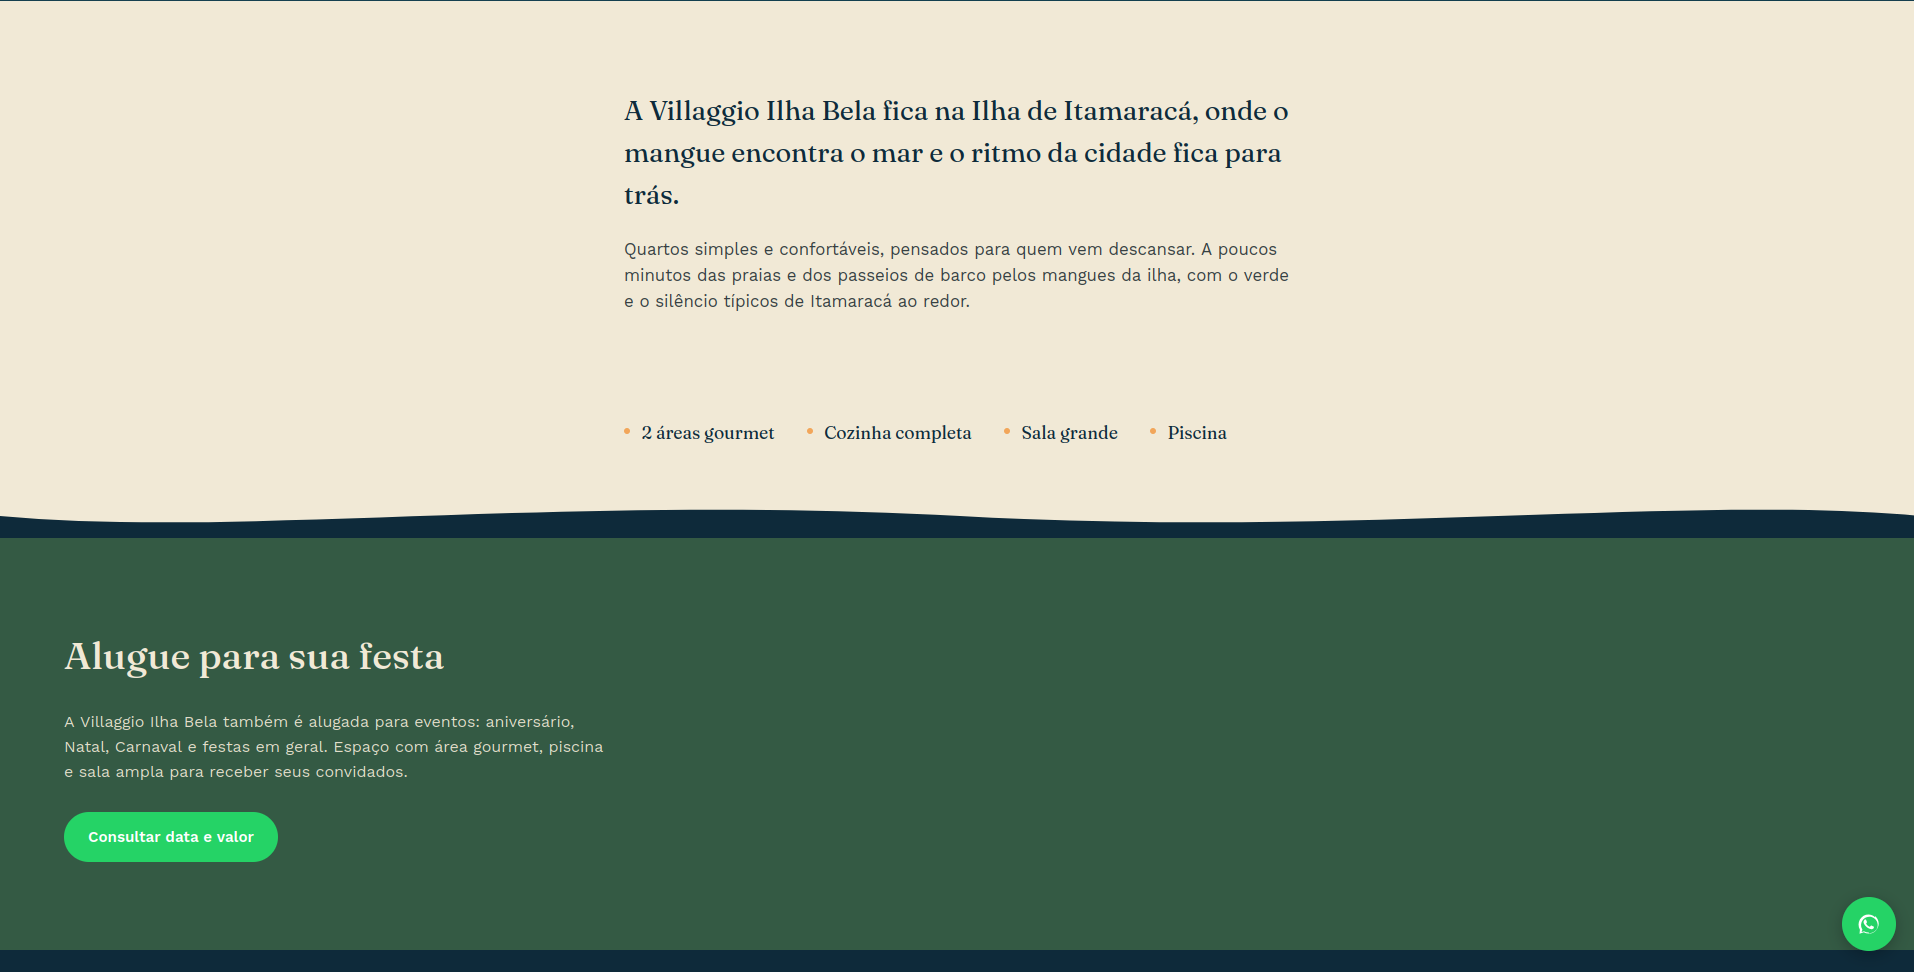 A Villaggio Ilha Bela fica na Ilha de Itamaracá, onde o
mangue encontra o mar e o ritmo da cidade fica para
trás.
Quartos simples e confortáveis, pensados para quem vem descansar. A poucos
minutos das praias e dos passeios de barco pelos mangues da ilha, com o verde
e o silêncio típicos de Itamaracá ao redor.
2 áreas gourmet
Cozinha completa
Sala grande
Piscina
Alugue para sua festa
A Villaggio Ilha Bela também é alugada para eventos: aniversário,
Natal, Carnaval e festas em geral. Espaço com área gourmet, piscina
e sala ampla para receber seus convidados.
Consultar data e valor